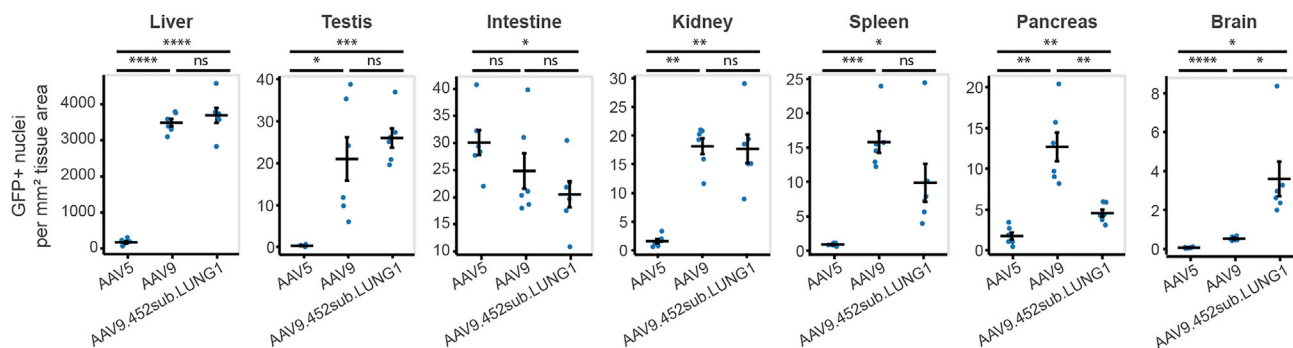 Liver
Testis
Intestine
Kidney
Spleen
Pancreas
Brain
****
***
*
**
*
**
*
****
ns
*
ns
ns
ns
**
ns
***
ns
**
**
****
*
GFP+ nuclei
per mm² tissue area
4000
3000
2000
1000
0
40
30
20
10
0
40
35
30
25
20
15
10
30
25
20
15
10
5
0
25
20
15
10
5
0
20
15
10
5
0
8
6
4
2
0
AAV5
AAV9
AAV9.452sub.LUNG1
AAV5
AAV9
AAV9.452sub.LUNG1
AAV5
AAV9
AAV9.452sub.LUNG1
AAV5
AAV9
AAV9.452sub.LUNG1
AAV5
AAV9
AAV9.452sub.LUNG1
AAV5
AAV9
AAV9.452sub.LUNG1
AAV5
AAV9
AAV9.452sub.LUNG1